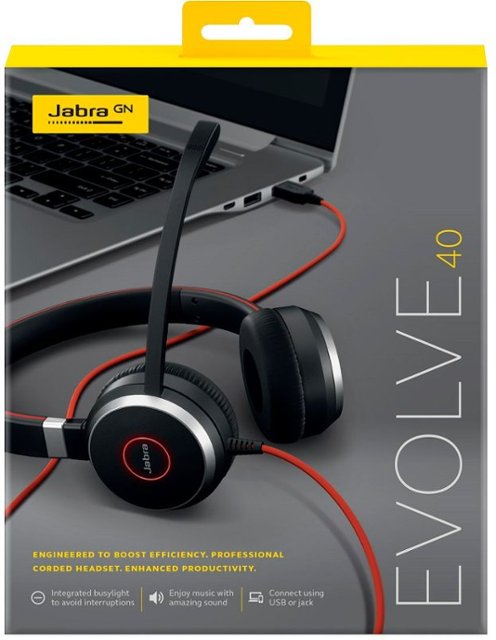 Jabra GN
EVOLVE 40
Jabra
ENGINEERED TO BOOST EFFICIENCY. PROFESSIONAL
CORDED HEADSET. ENHANCED PRODUCTIVITY.
Integrated busylight
to avoid interruptions
Enjoy music with
amazing sound
Connect using
USB or jack